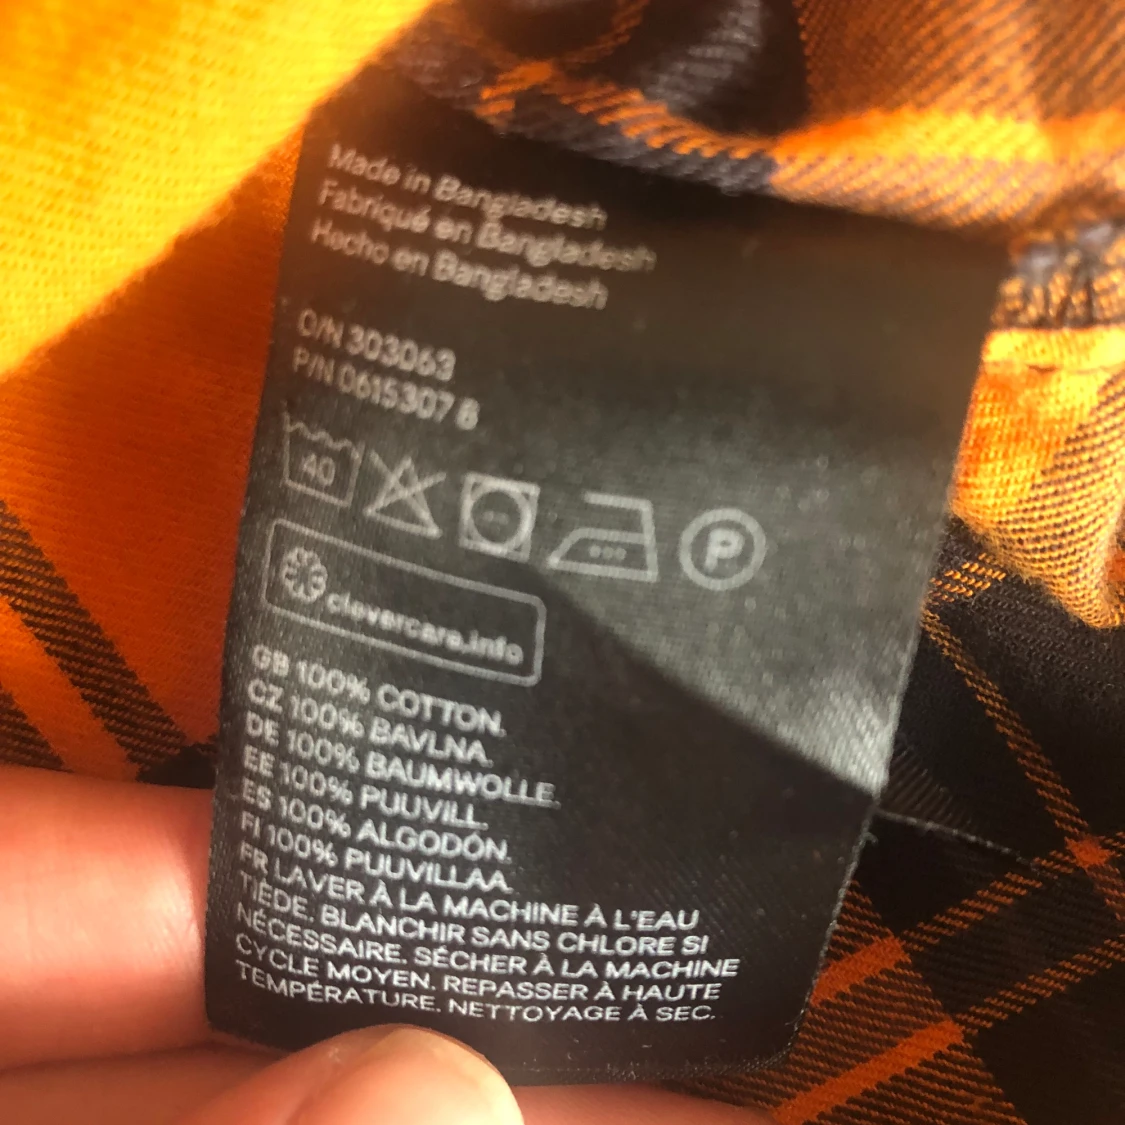 Made in Bangladesh
Fabriqué en Bangladesh
Hecho en Bangladesh
O/N 303063
P/N 0615307 8
40
P
clevercare.info
GB 100% COTTON.
CZ 100% BAVLNA.
DE 100% BAUMWOLLE.
EE 100% PUUVILL.
ES 100% ALGODÓN.
FI 100% PUUVILLAA.
FR LAVER À LA MACHINE À L'EAU
TIÉDE. BLANCHIR SANS CHLORE SI
NÉCESSAIRE. SÉCHER À LA MACHINE
CYCLE MOYEN. REPASSER À HAUTE
TEMPÉRATURE. NETTOYAGE À SEC.